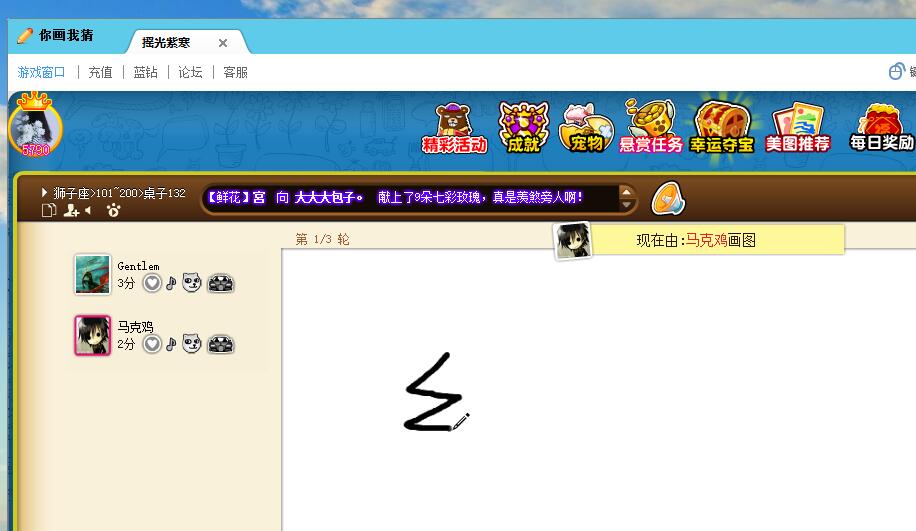 你画我猜
摇光紫寒
游戏窗口 | 充值 | 蓝钻 | 论坛 | 客服
5790
精彩活动 成就 宠物 悬赏任务 幸运夺宝 美图推荐 每日奖励
狮子座>101~200>桌子132
【鲜花】宮 向 大大大包子。 献上了9朵七彩玫瑰，真是羡煞旁人啊！
第 1/3 轮
现在由:马克鸡画图
Gentlem
3分
马克鸡
2分